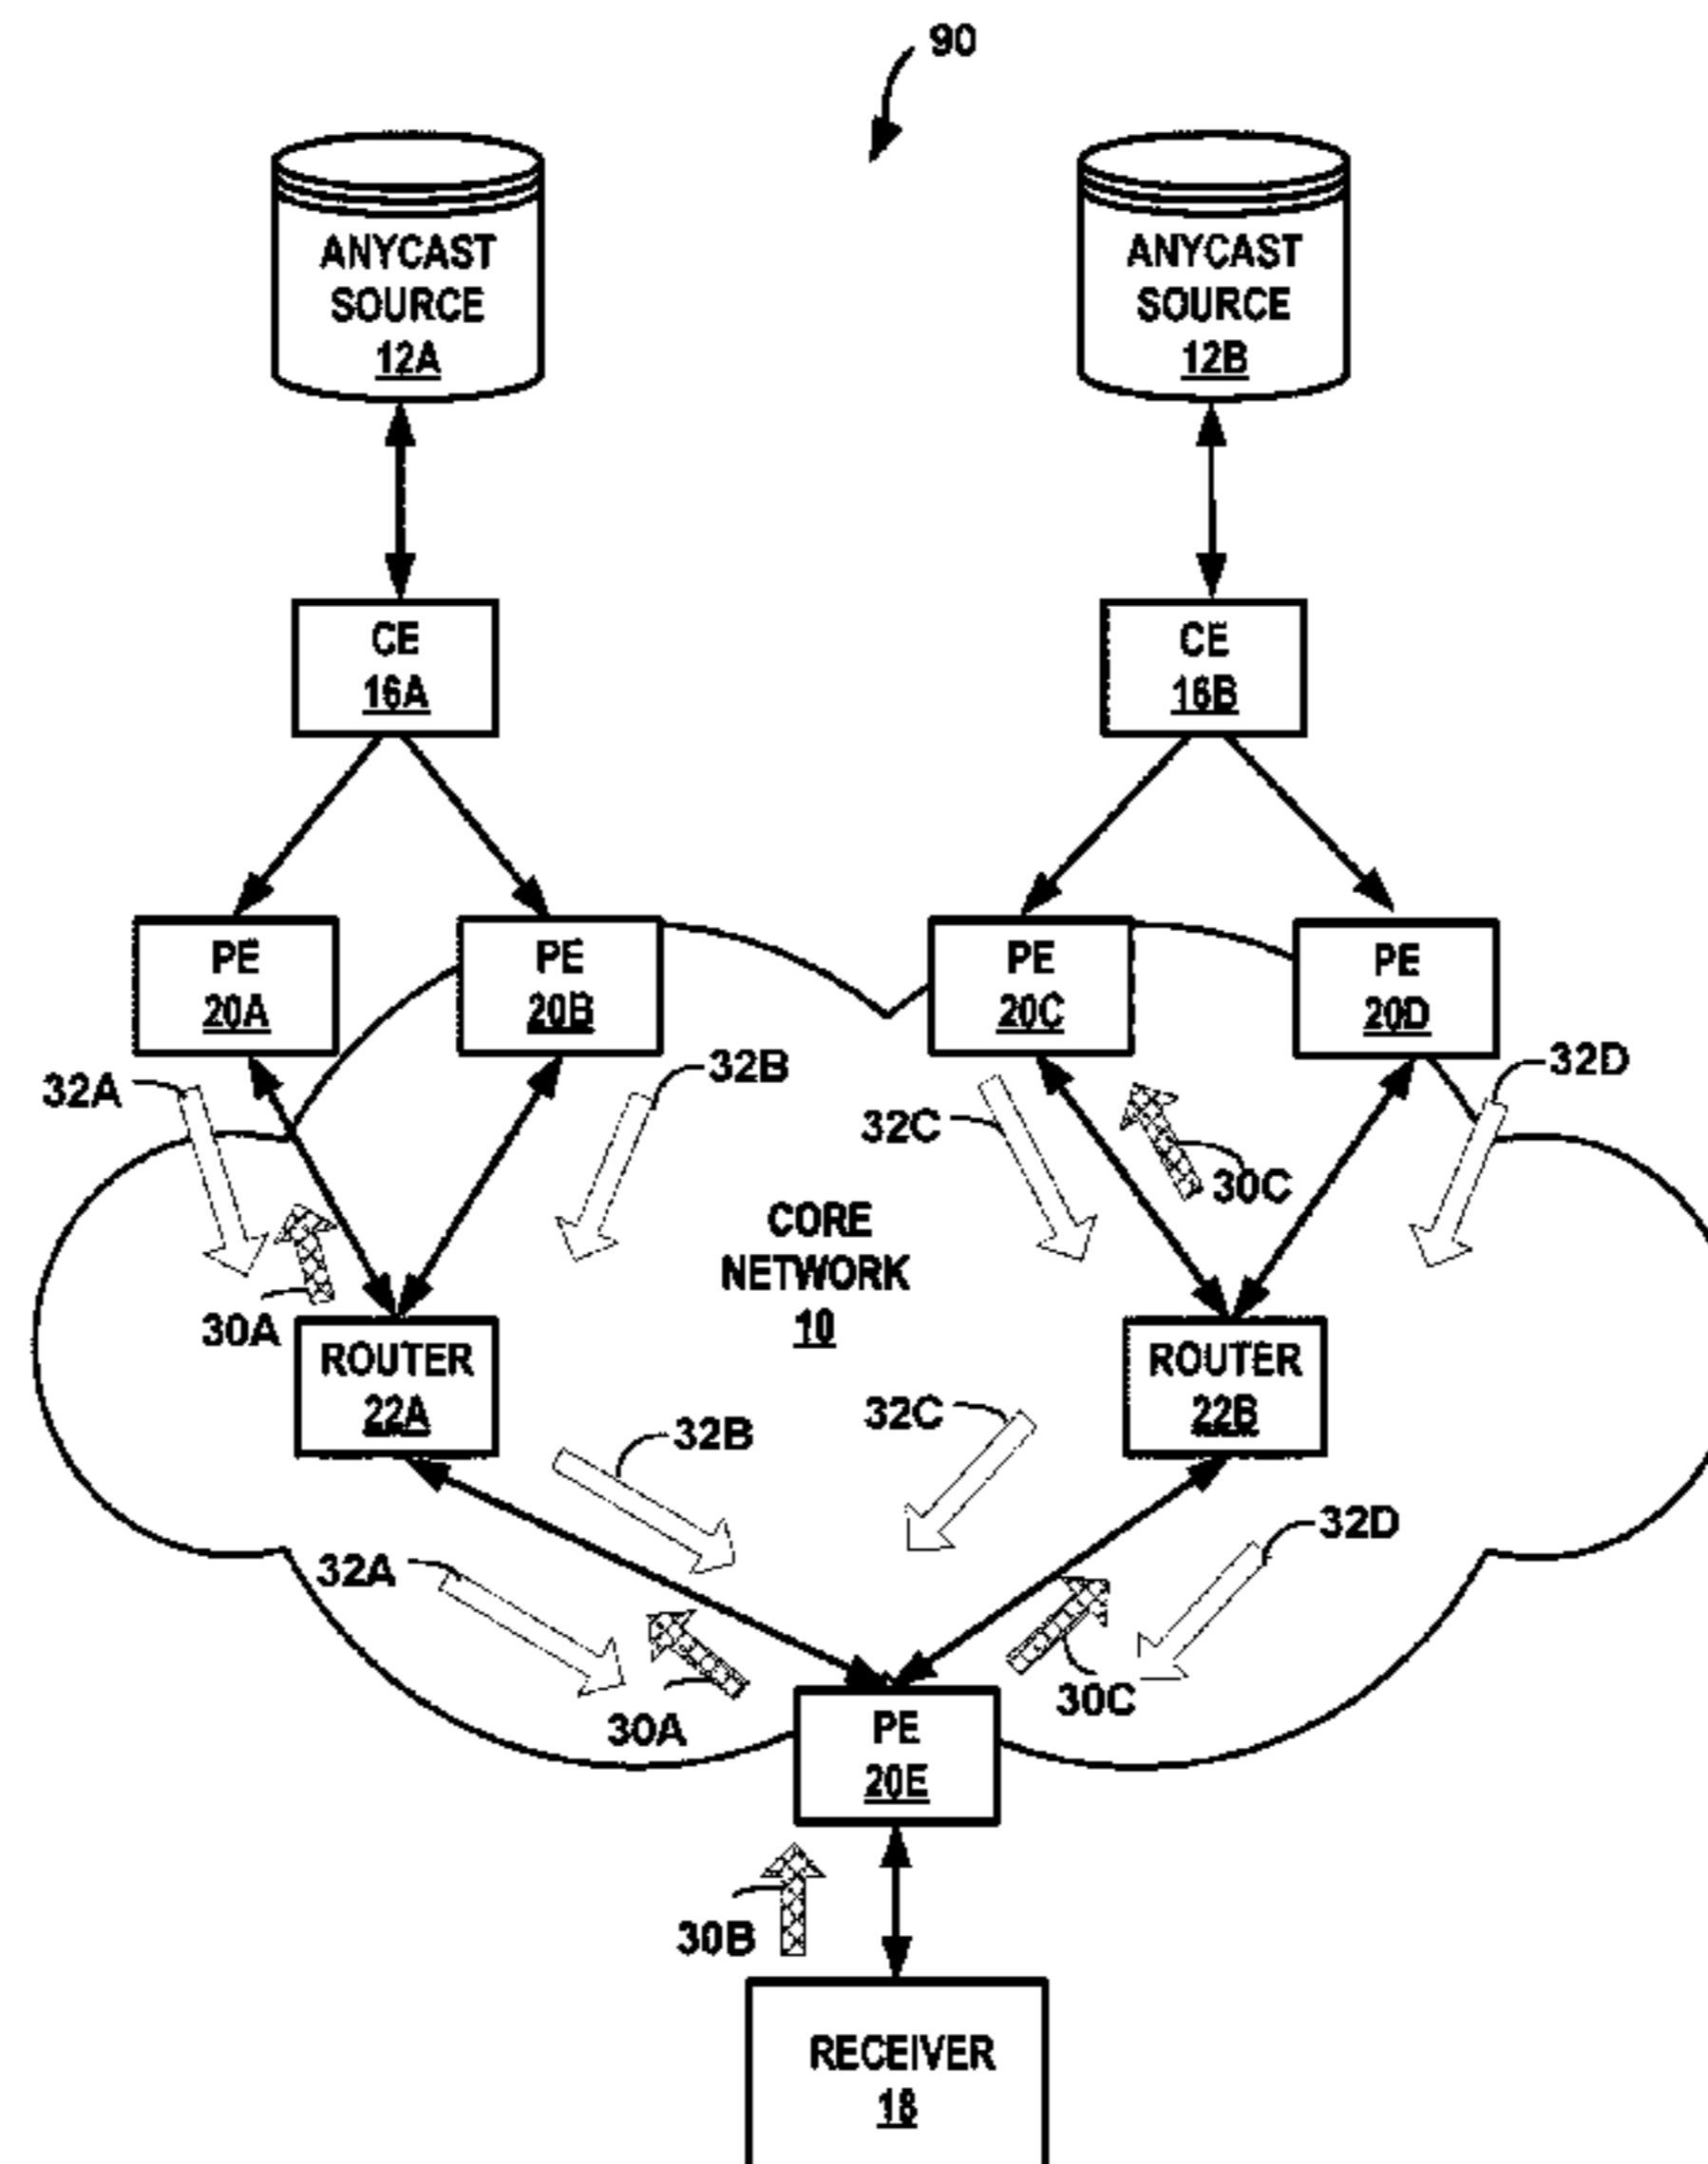 90
ANYCAST
SOURCE
12A
ANYCAST
SOURCE
12B
CE
16A
CE
16B
PE
20A
PE
20B
PE
20C
PE
20D
32A
32B
32C
32D
30C
30A
CORE
NETWORK
10
ROUTER
22A
ROUTER
22B
32B
32C
32A
32D
30A
30C
PE
20E
30B
RECEIVER
18